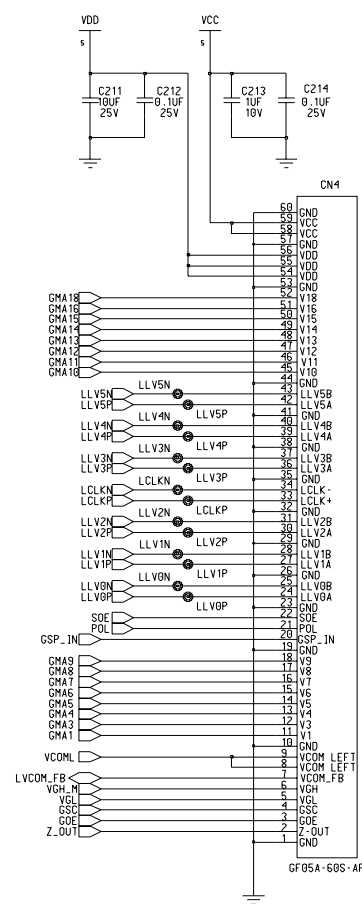 VDD VCC
5 5
C211 C212 C213 C214
10UF 0.1UF 1UF 0.1UF
25V 25V 10V 25V
CN4
60 GND
59 VCC
58 VCC
57 GND
56 VDD
55 VDD
54 VDD
53 GND
GMA18 52 V18
GMA16 51 V16
GMA15 50 V15
GMA14 49 V14
GMA13 48 V13
GMA12 47 V12
GMA11 46 V11
GMA10 45 V10
44 GND
LLV5N LLV5N 43 LLV5B
LLV5P LLV5P 42 LLV5A
41 GND
LLV4N LLV4N 40 LLV4B
LLV4P LLV4P 39 LLV4A
38 GND
LLV3N LLV3N 37 LLV3B
LLV3P LLV3P 36 LLV3A
35 GND
LCLKN LCLKN 34 LCLK-
LCLKP LCLKP 33 LCLK+
32 GND
LLV2N LLV2N 31 LLV2B
LLV2P LLV2P 30 LLV2A
29 GND
LLV1N LLV1N 28 LLV1B
LLV1P LLV1P 27 LLV1A
26 GND
LLV0N LLV0N 25 LLV0B
LLV0P LLV0P 24 LLV0A
23 GND
SOE 22 SOE
POL 21 POL
GSP_IN 20 GSP_IN
19 GND
GMA9 18 V9
GMA8 17 V8
GMA7 16 V7
GMA6 15 V6
GMA5 14 V5
GMA4 13 V4
GMA3 12 V3
GMA1 11 V1
10 GND
VCOML 9 VCOM LEFT
8 VCOM LEFT
LVCOM_FB 7 VCOM_FB
VGH_M 6 VGH
VGL 5 VGL
GSC 4 GSC
GOE 3 GOE
Z_OUT 2 Z-OUT
1 GND
GF05A-60S-AF